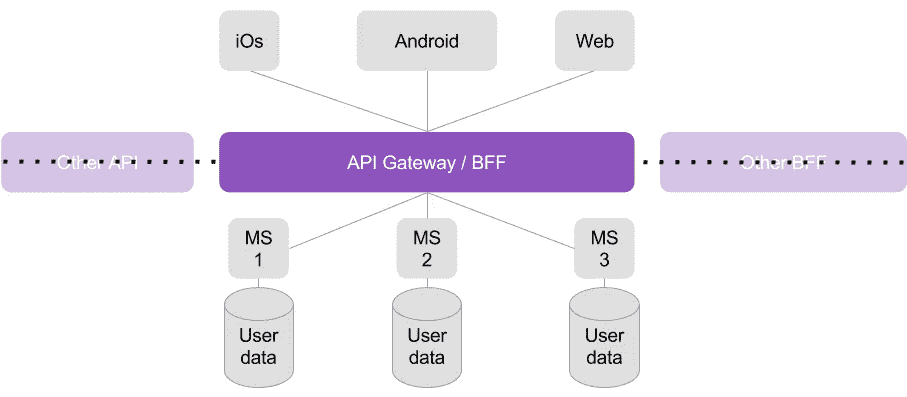 iOs
Android
Web
Other API
API Gateway / BFF
Other BFF
MS
1
MS
2
MS
3
User
data
User
data
User
data